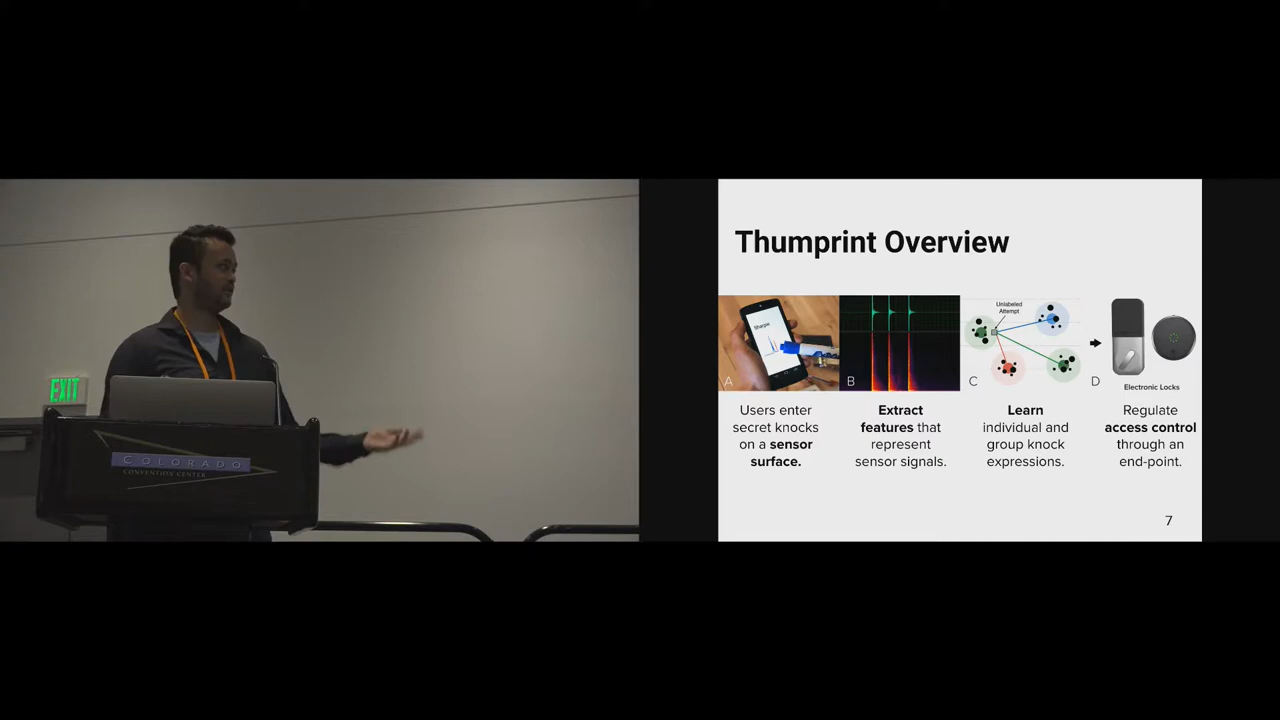 EXIT
COLORADO
CONVENTION CENTER
Thumprint Overview
Sharpie
A
B
Unlabeled
Attempt
C
D
Electronic Locks
Users enter
secret knocks
on a sensor
surface.
Extract
features that
represent
sensor signals.
Learn
individual and
group knock
expressions.
Regulate
access control
through an
end-point.
7